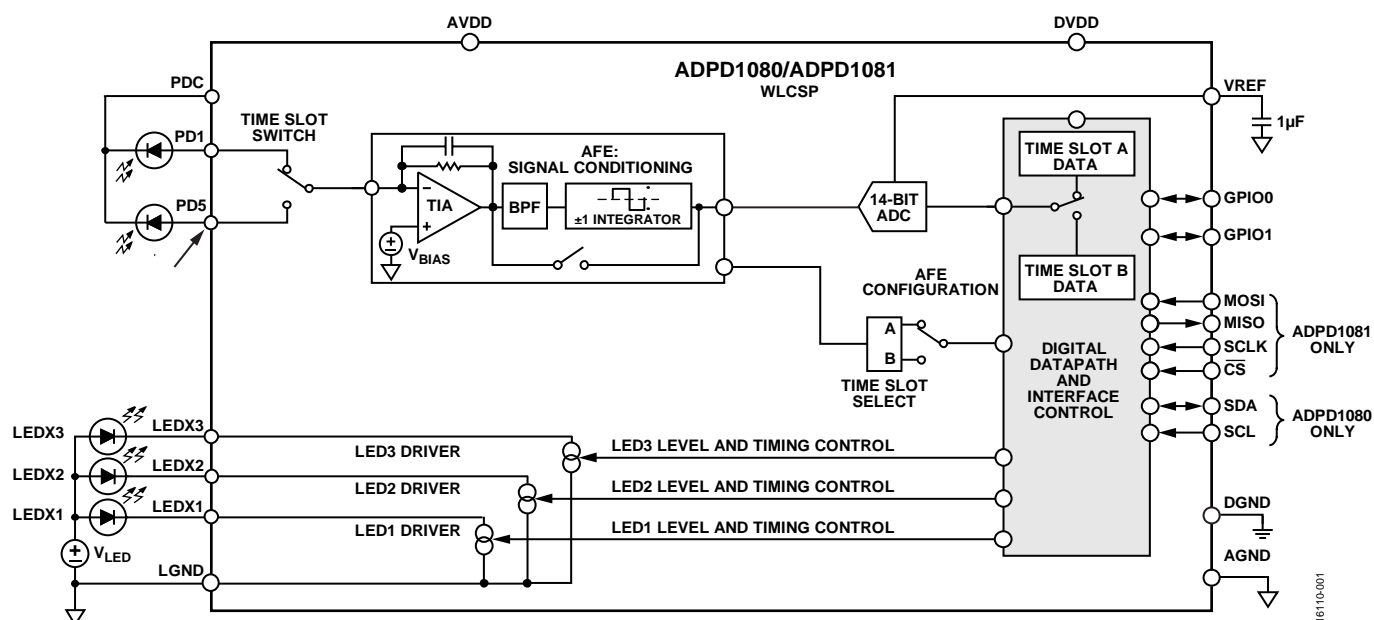 AVDD
DVDD
ADPD1080/ADPD1081
WLCSP
PDC
VREF
1µF
TIME SLOT
SWITCH
PD1
PD5
AFE:
SIGNAL CONDITIONING
−
TIA
+
BPF
±1 INTEGRATOR
VBIAS
14-BIT
ADC
TIME SLOT A
DATA
TIME SLOT B
DATA
GPIO0
GPIO1
AFE
CONFIGURATION
A
B
TIME SLOT
SELECT
DIGITAL
DATAPATH
AND
INTERFACE
CONTROL
MOSI
MISO
SCLK
CS
ADPD1081
ONLY
SDA
SCL
ADPD1080
ONLY
LEDX3
LEDX3
LED3 DRIVER
LED3 LEVEL AND TIMING CONTROL
LEDX2
LEDX2
LED2 DRIVER
LED2 LEVEL AND TIMING CONTROL
LEDX1
LEDX1
LED1 DRIVER
LED1 LEVEL AND TIMING CONTROL
VLED
LGND
DGND
AGND
16110-001